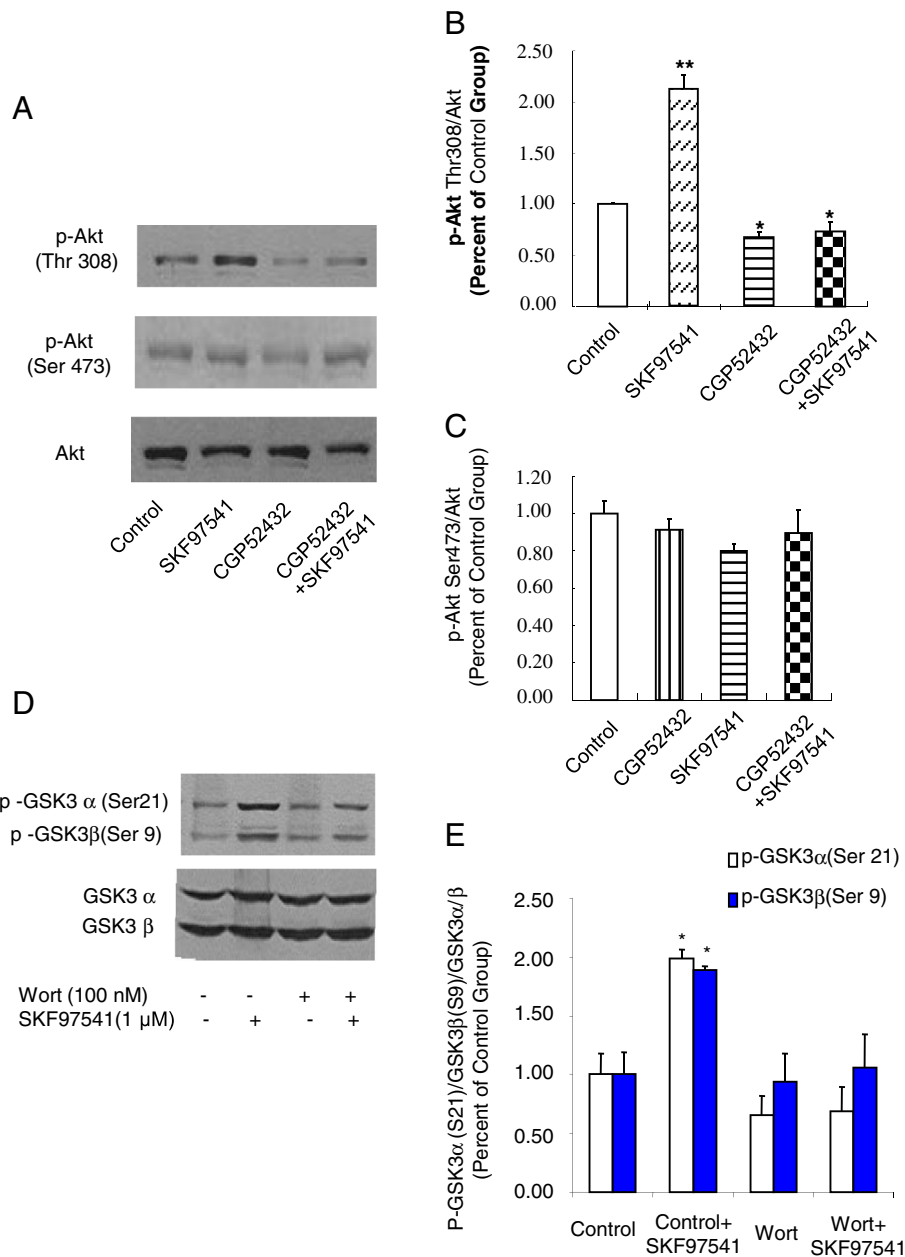 A
p-Akt
(Thr 308)
p-Akt
(Ser 473)
Akt
Control
SKF97541
CGP52432
CGP52432
+SKF97541
B
p-Akt Thr308/Akt
(Percent of Control Group)
2.50
2.00
1.50
1.00
0.50
0.00
**
*
*
Control
SKF97541
CGP52432
CGP52432
+SKF97541
C
p-Akt Ser473/Akt
(Percent of Control Group)
1.20
1.00
0.80
0.60
0.40
0.20
0.00
Control
CGP52432
SKF97541
CGP52432
+SKF97541
D
p -GSK3 α (Ser21)
p -GSK3β(Ser 9)
GSK3 α
GSK3 β
Wort (100 nM) - - + +
SKF97541(1 µM) - + - +
E
p-GSK3α(Ser 21)
p-GSK3β(Ser 9)
P-GSK3α (S21)/GSK3β(S9)/GSK3α/β
(Percent of Control Group)
2.50
2.00
1.50
1.00
0.50
0.00
*
*
Control
Control+
SKF97541
Wort
Wort+
SKF97541